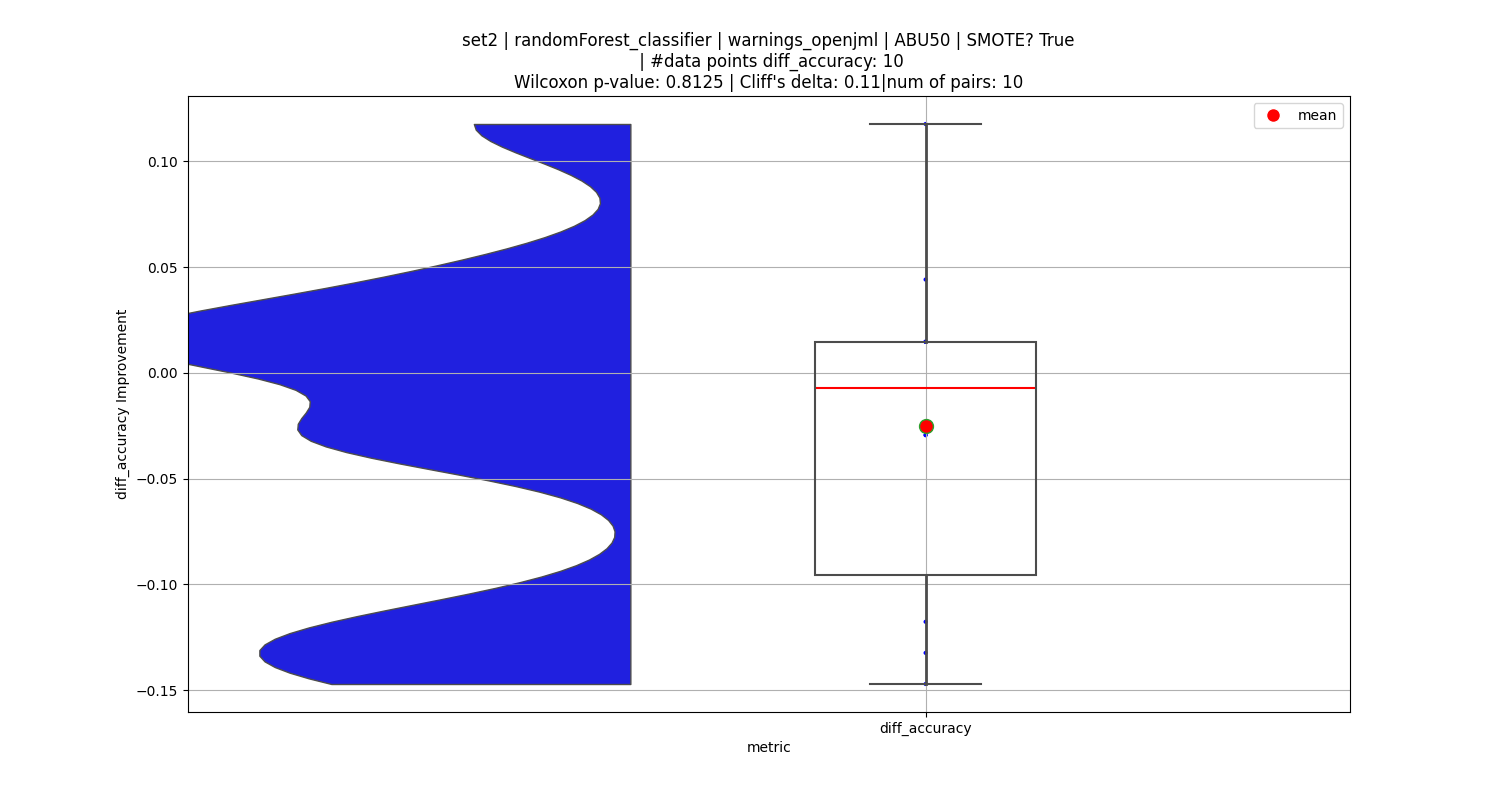 set2 | randomForest_classifier | warnings_openjml | ABU50 | SMOTE? True
| #data points diff_accuracy: 10
Wilcoxon p-value: 0.8125 | Cliff's delta: 0.11|num of pairs: 10
mean
0.10
0.05
0.00
−0.05
−0.10
−0.15
diff_accuracy Improvement
diff_accuracy
metric